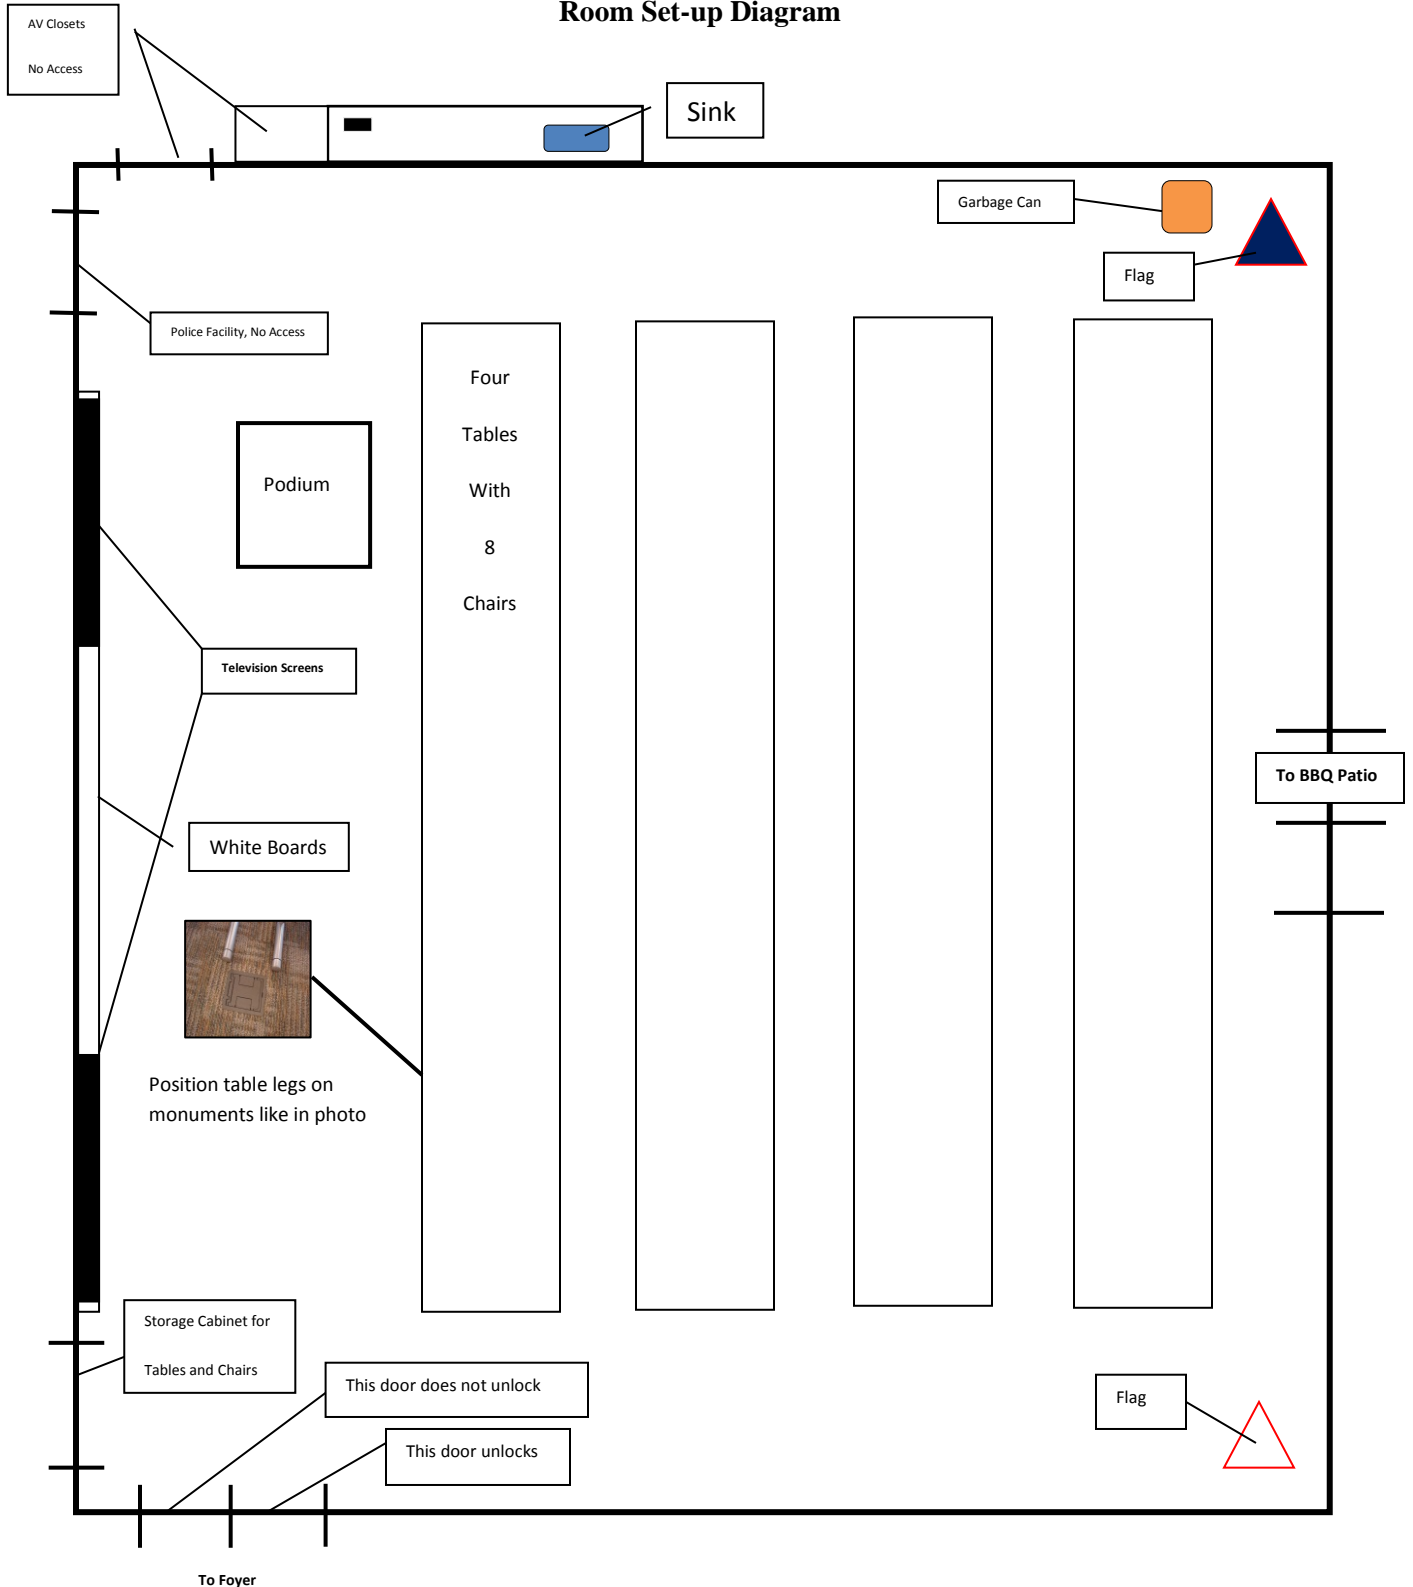 Room Set-up Diagram
AV Closets
No Access
Sink
Garbage Can
Flag
Police Facility, No Access
Four
Tables
With
8
Chairs
Podium
Television Screens
To BBQ Patio
White Boards
Position table legs on
monuments like in photo
Storage Cabinet for
Tables and Chairs
This door does not unlock
This door unlocks
Flag
To Foyer